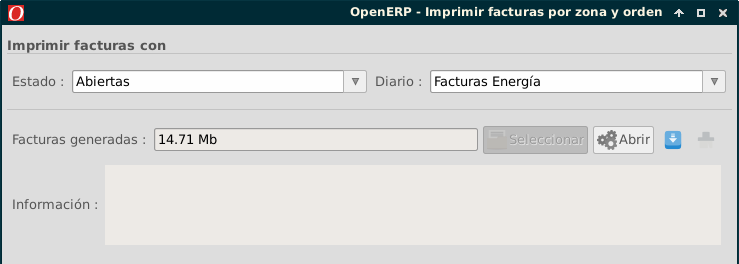 OpenERP - Imprimir facturas por zona y orden
Imprimir facturas con
Estado : Abiertas Diario : Facturas Energía
Facturas generadas : 14.71 Mb Seleccionar Abrir
Información :